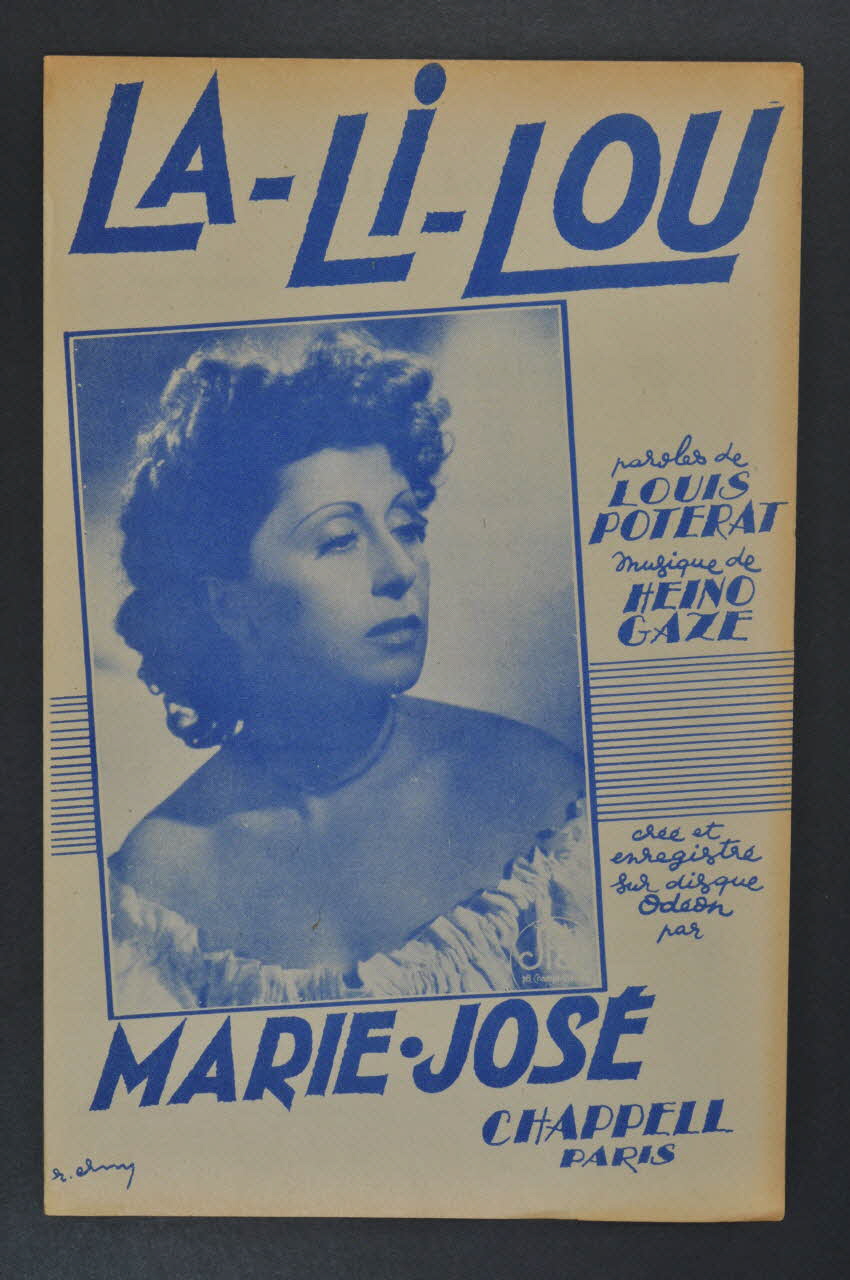 LA-LI-LOU
paroles de
LOUIS
POTERAT
musique de
HEINO
GAZE
créé et
enregistré
sur disque
Odéon
par
MARIE•JOSÉ
CHAPPELL
PARIS